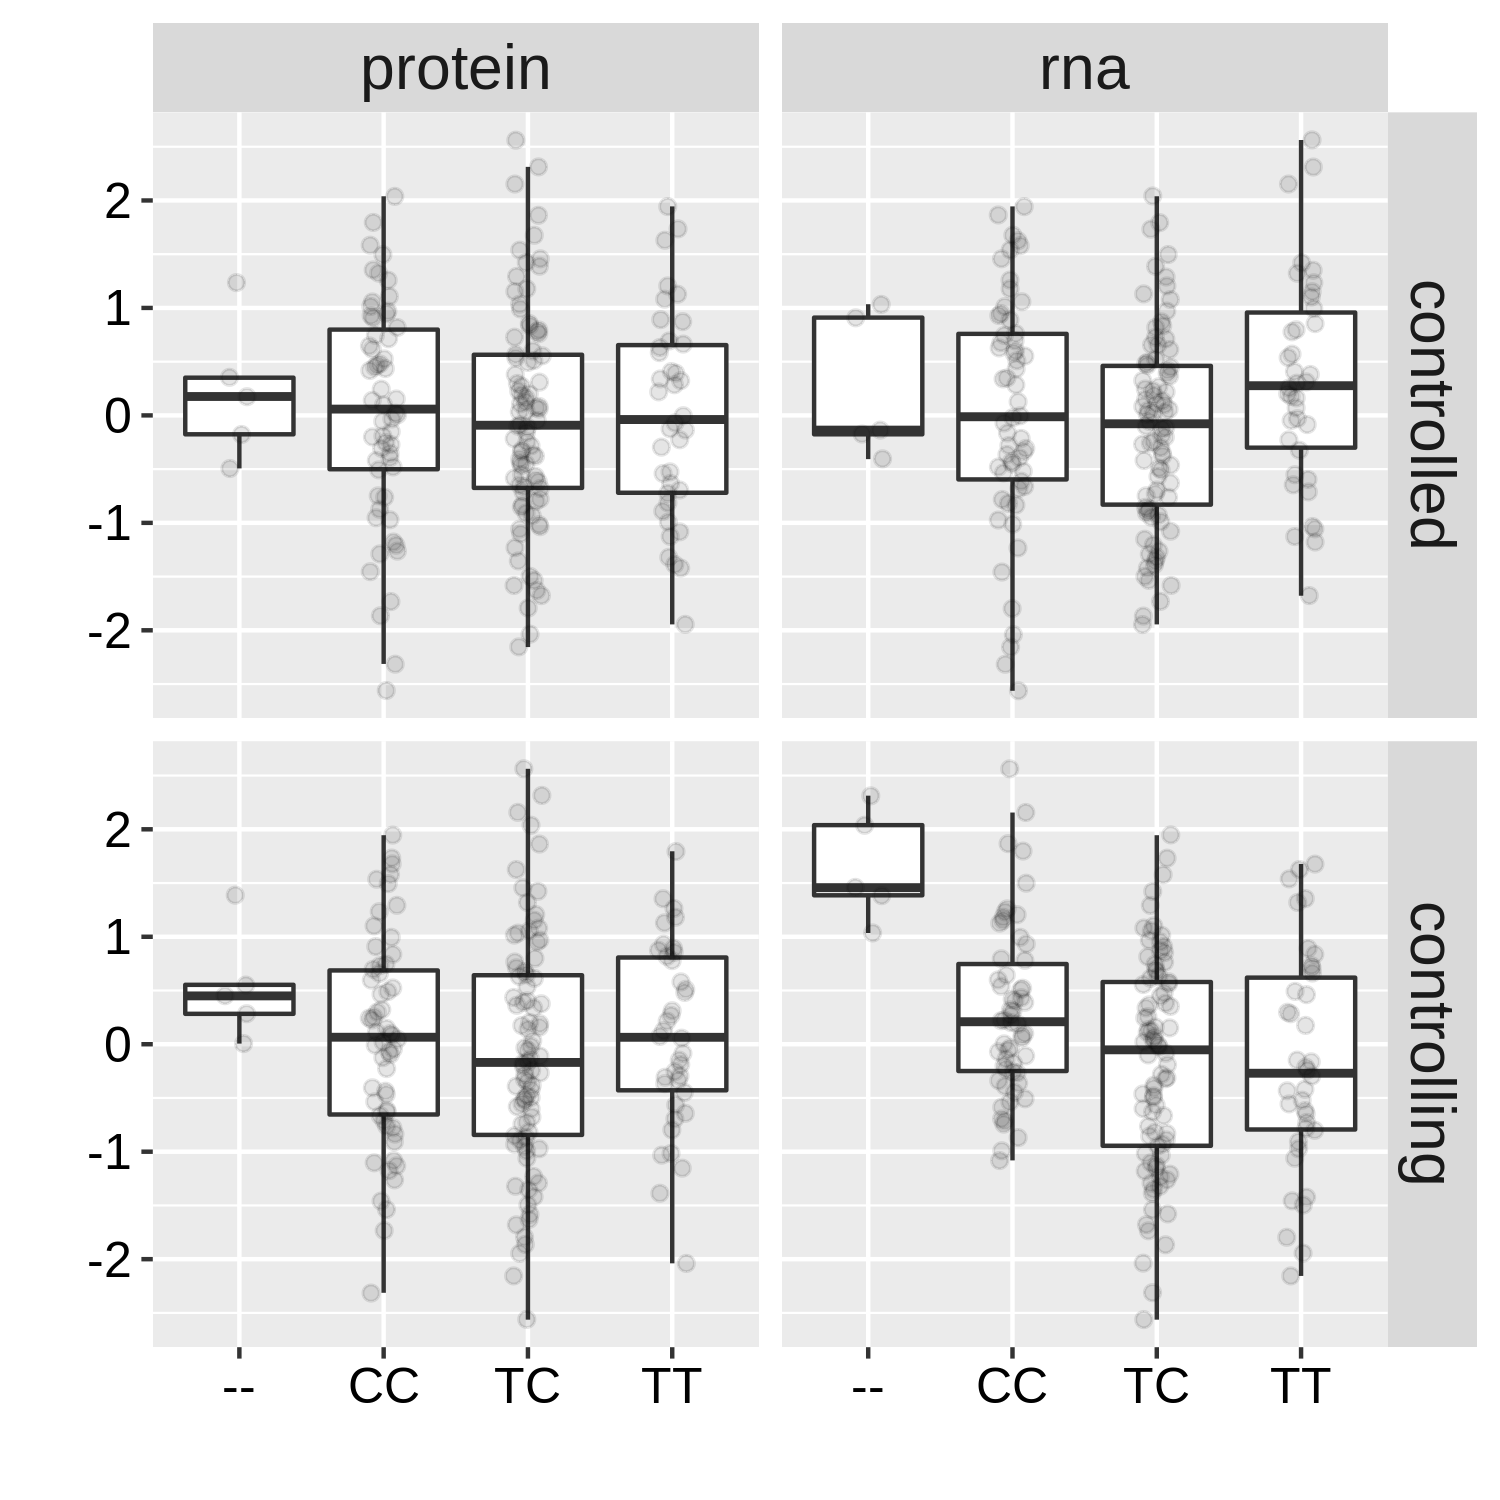 protein rna
2
1
0
-1
-2
controlled
2
1
0
-1
-2
controlling
-- CC TC TT -- CC TC TT